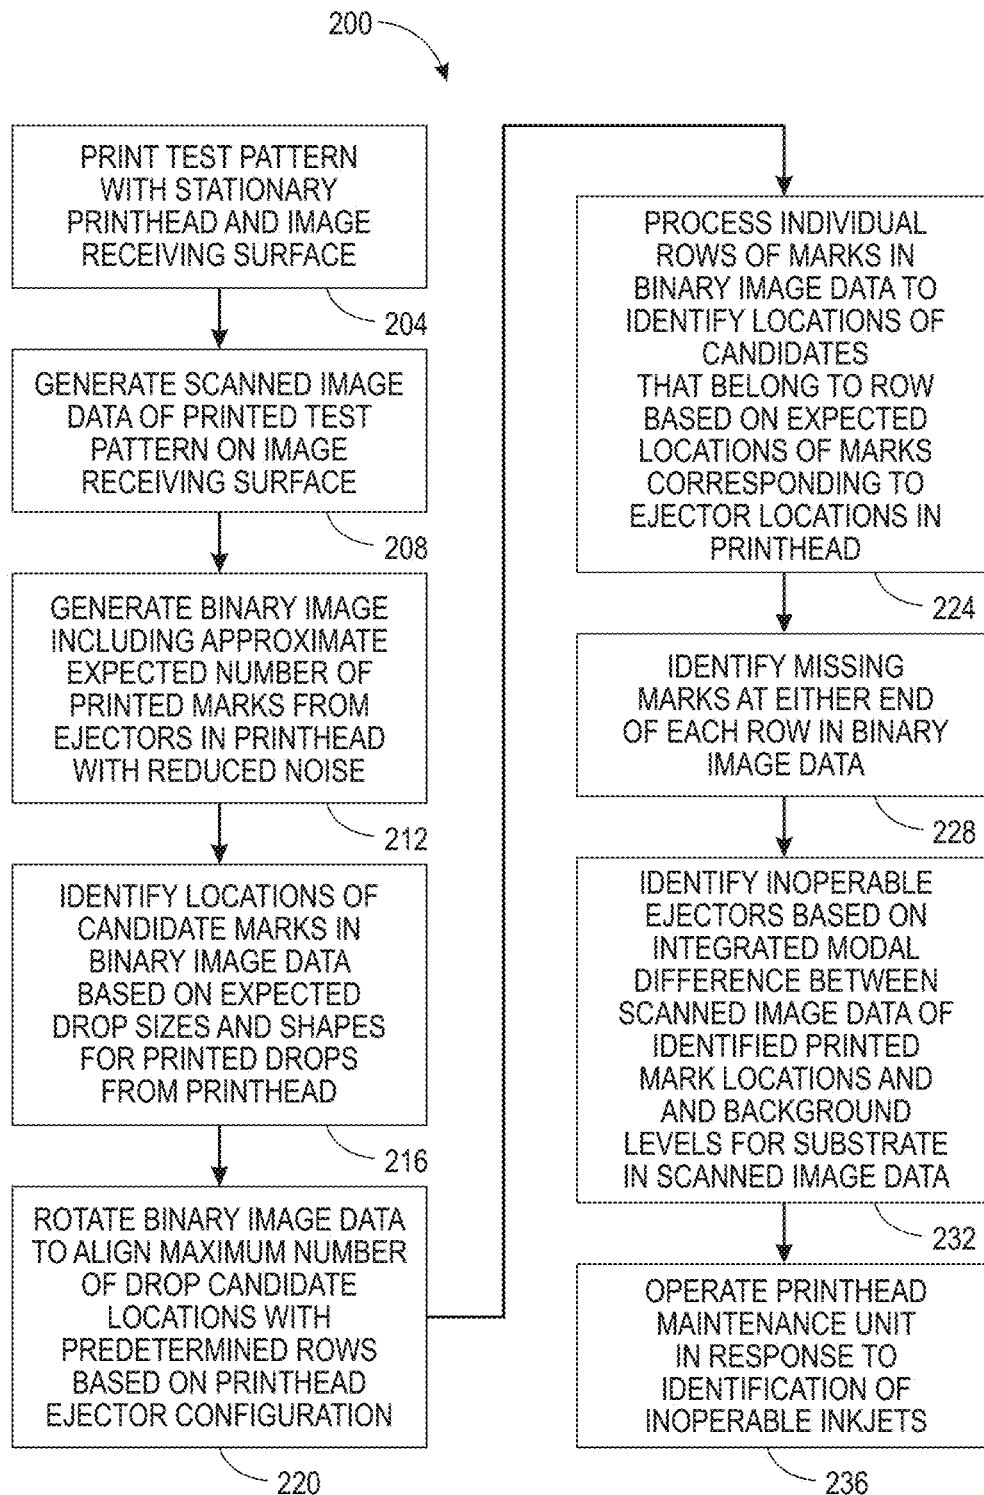 200
PRINT TEST PATTERN
WITH STATIONARY
PRINTHEAD AND IMAGE
RECEIVING SURFACE
204
GENERATE SCANNED IMAGE
DATA OF PRINTED TEST
PATTERN ON IMAGE
RECEIVING SURFACE
208
GENERATE BINARY IMAGE
INCLUDING APPROXIMATE
EXPECTED NUMBER OF
PRINTED MARKS FROM
EJECTORS IN PRINTHEAD
WITH REDUCED NOISE
212
IDENTIFY LOCATIONS OF
CANDIDATE MARKS IN
BINARY IMAGE DATA
BASED ON EXPECTED
DROP SIZES AND SHAPES
FOR PRINTED DROPS
FROM PRINTHEAD
216
ROTATE BINARY IMAGE DATA
TO ALIGN MAXIMUM NUMBER
OF DROP CANDIDATE
LOCATIONS WITH
PREDETERMINED ROWS
BASED ON PRINTHEAD
EJECTOR CONFIGURATION
220
PROCESS INDIVIDUAL
ROWS OF MARKS IN
BINARY IMAGE DATA TO
IDENTIFY LOCATIONS OF
CANDIDATES
THAT BELONG TO ROW
BASED ON EXPECTED
LOCATIONS OF MARKS
CORRESPONDING TO
EJECTOR LOCATIONS IN
PRINTHEAD
224
IDENTIFY MISSING
MARKS AT EITHER END
OF EACH ROW IN BINARY
IMAGE DATA
228
IDENTIFY INOPERABLE
EJECTORS BASED ON
INTEGRATED MODAL
DIFFERENCE BETWEEN
SCANNED IMAGE DATA OF
IDENTIFIED PRINTED
MARK LOCATIONS AND
AND BACKGROUND
LEVELS FOR SUBSTRATE
IN SCANNED IMAGE DATA
232
OPERATE PRINTHEAD
MAINTENANCE UNIT
IN RESPONSE TO
IDENTIFICATION OF
INOPERABLE INKJETS
236